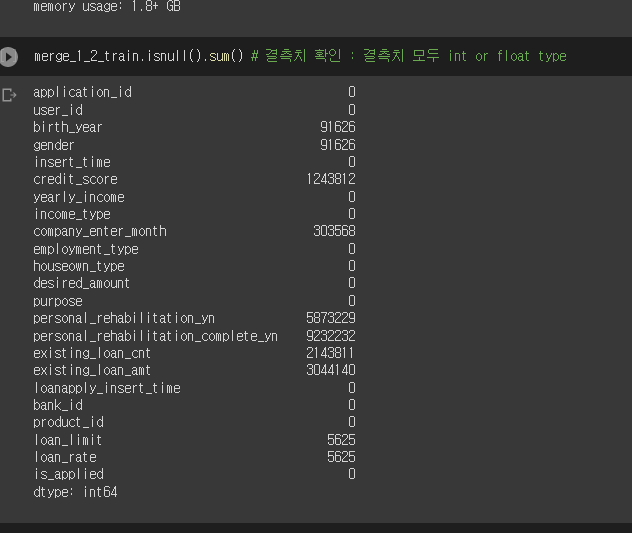 memory usage: 1.8+ GB
merge_1_2_train.isnull().sum() # 결측치 확인 : 결측치 모두 int or float type
application_id 0
user_id 0
birth_year 91626
gender 91626
insert_time 0
credit_score 1243812
yearly_income 0
income_type 0
company_enter_month 303568
employment_type 0
houseown_type 0
desired_amount 0
purpose 0
personal_rehabilitation_yn 5873229
personal_rehabilitation_complete_yn 9232232
existing_loan_cnt 2143811
existing_loan_amt 3044140
loanapply_insert_time 0
bank_id 0
product_id 0
loan_limit 5625
loan_rate 5625
is_applied 0
dtype: int64